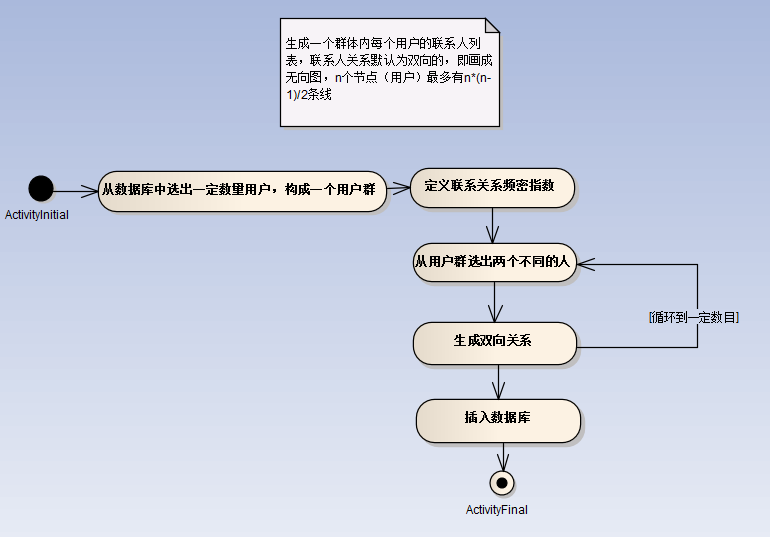 生成一个群体内每个用户的联系人列
表，联系人关系默认为双向的，即画成
无向图，n个节点（用户）最多有n*(n-
1)/2条线
从数据库中选出一定数量用户，构成一个用户群
定义联系关系频密指数
ActivityInitial
从用户群选出两个不同的人
[循环到一定数目]
生成双向关系
插入数据库
ActivityFinal